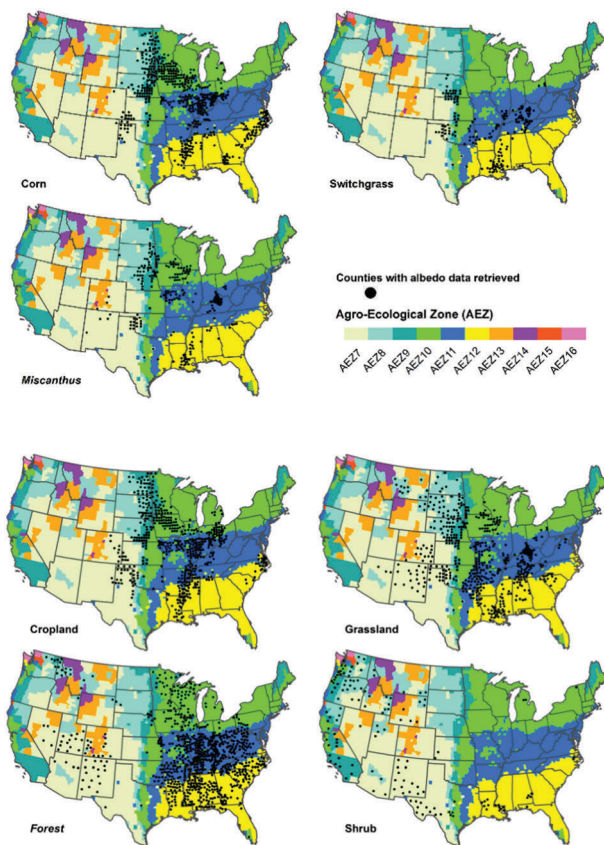 Corn
Switchgrass
Counties with albedo data retrieved
Agro-Ecological Zone (AEZ)
AEZ7
AEZ8
AEZ9
AEZ10
AEZ11
AEZ12
AEZ13
AEZ14
AEZ15
AEZ16
Miscanthus
Cropland
Grassland
Forest
Shrub